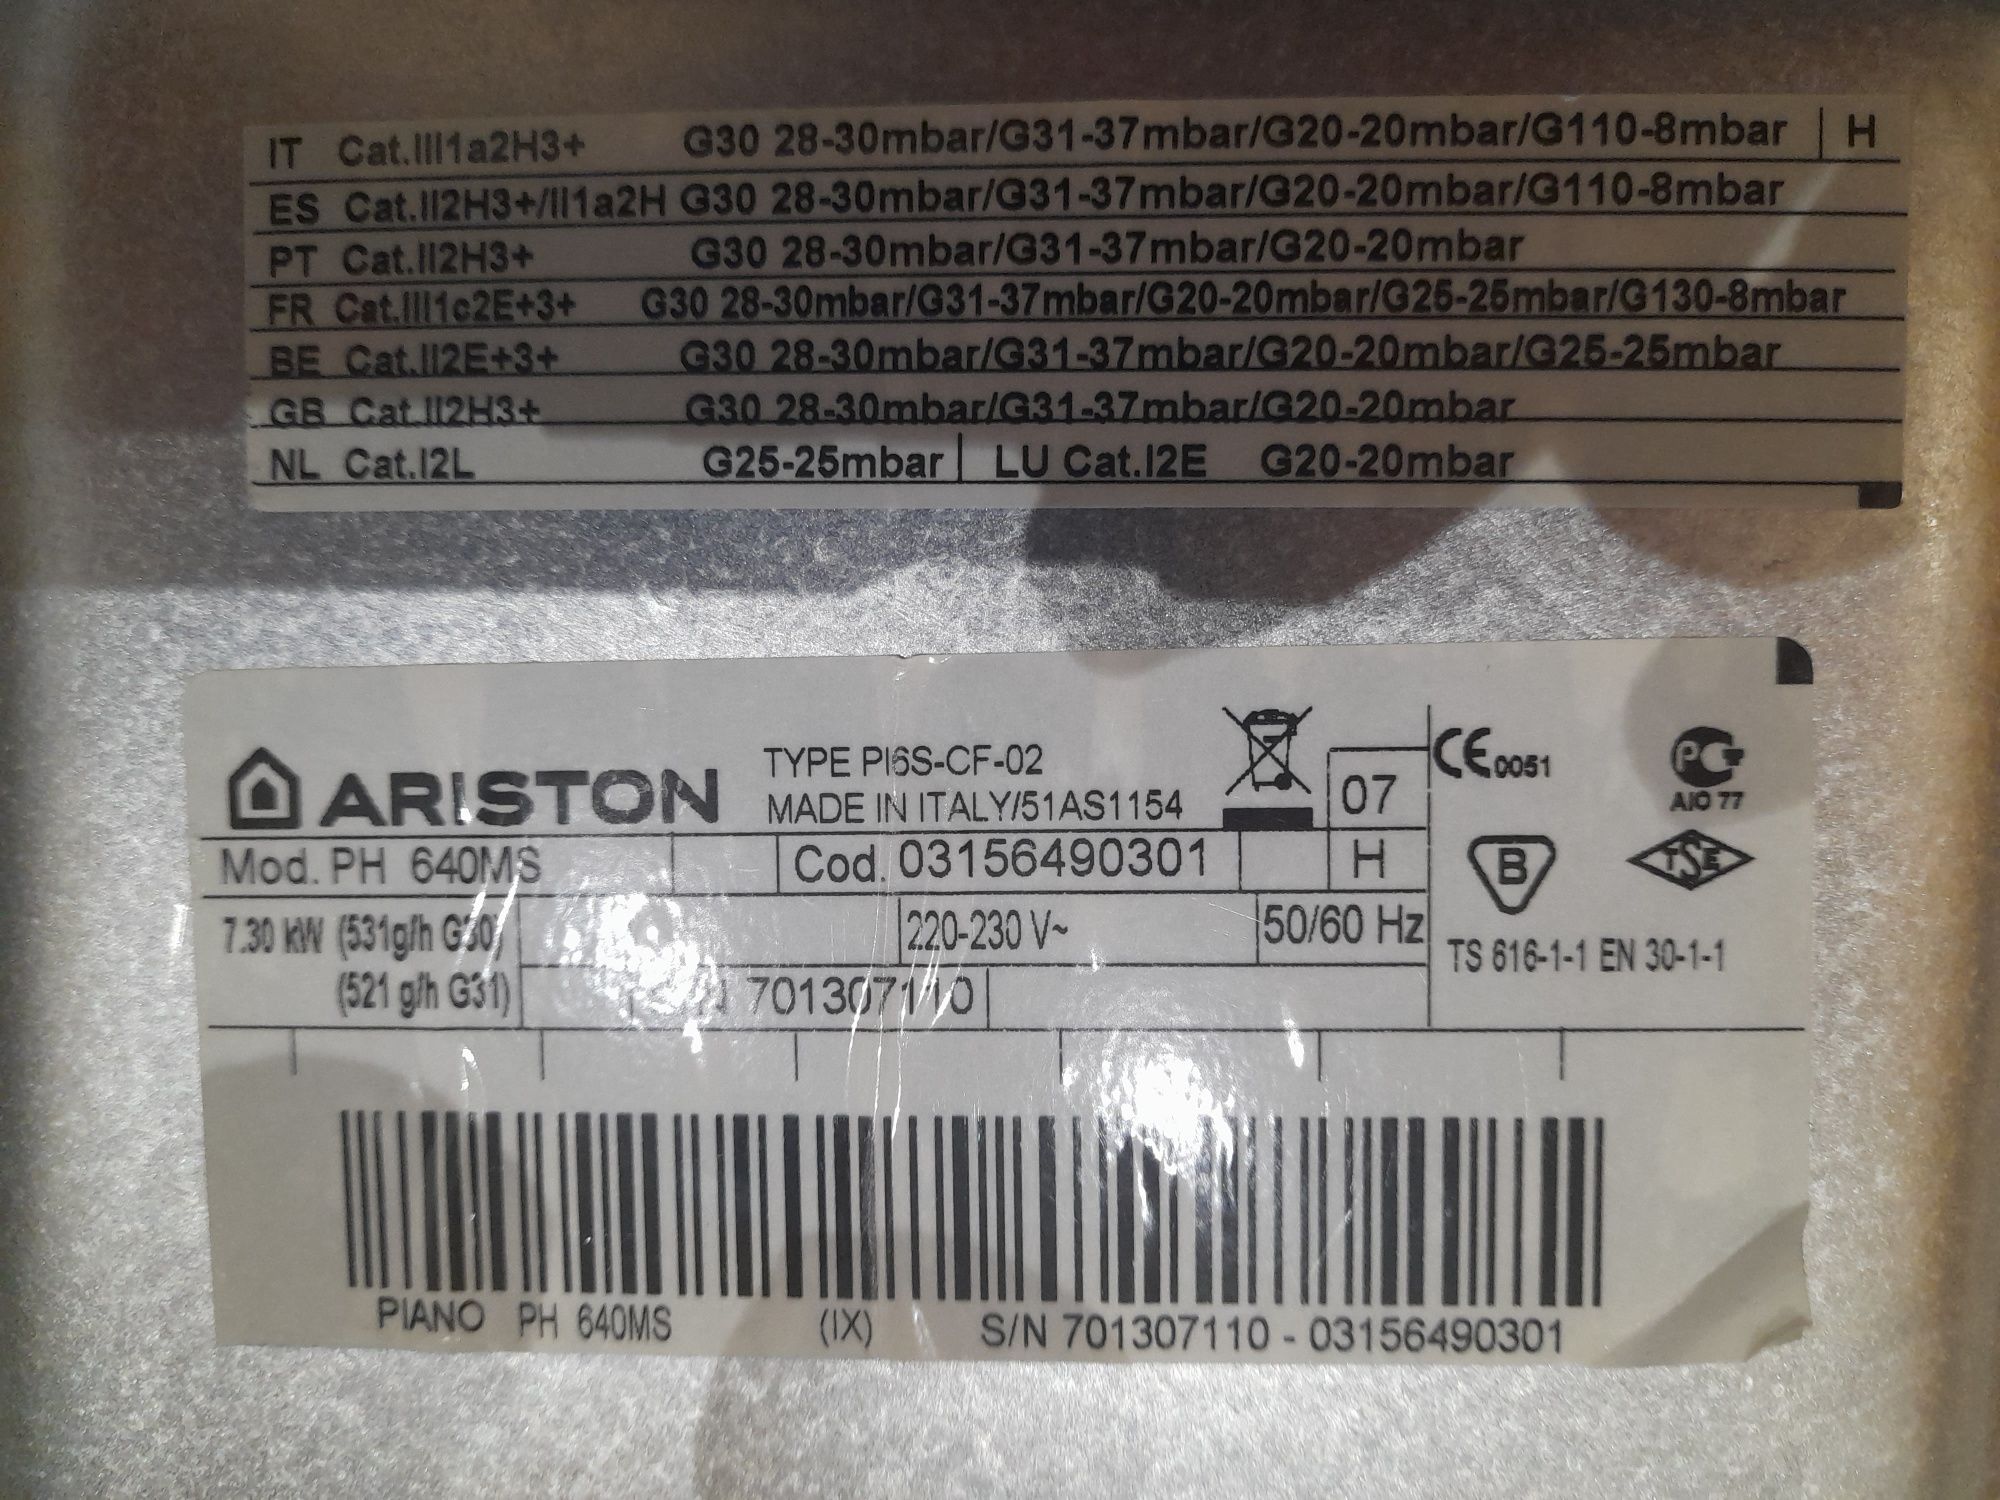 IT Cat.III1a2H3+ G30 28-30mbar/G31-37mbar/G20-20mbar/G110-8mbar H
ES Cat.II2H3+/II1a2H G30 28-30mbar/G31-37mbar/G20-20mbar/G110-8mbar
PT Cat.II2H3+ G30 28-30mbar/G31-37mbar/G20-20mbar
FR Cat.III1c2E+3+ G30 28-30mbar/G31-37mbar/G20-20mbar/G25-25mbar/G130-8mbar
BE Cat.II2E+3+ G30 28-30mbar/G31-37mbar/G20-20mbar/G25-25mbar
GB Cat.II2H3+ G30 28-30mbar/G31-37mbar/G20-20mbar
NL Cat.I2L G25-25mbar LU Cat.I2E G20-20mbar
ARISTON
TYPE PI6S-CF-02
MADE IN ITALY/51AS1154
07
CE 0051
PCT
АЮ 77
Mod. PH 640MS Cod. 03156490301 H
B
TSE
7.30 kW (531g/h G30) 220-230 V~ 50/60 Hz
TS 616-1-1 EN 30-1-1
(521 g/h G31) N 701307110
PIANO PH 640MS (IX) S/N 701307110 - 03156490301